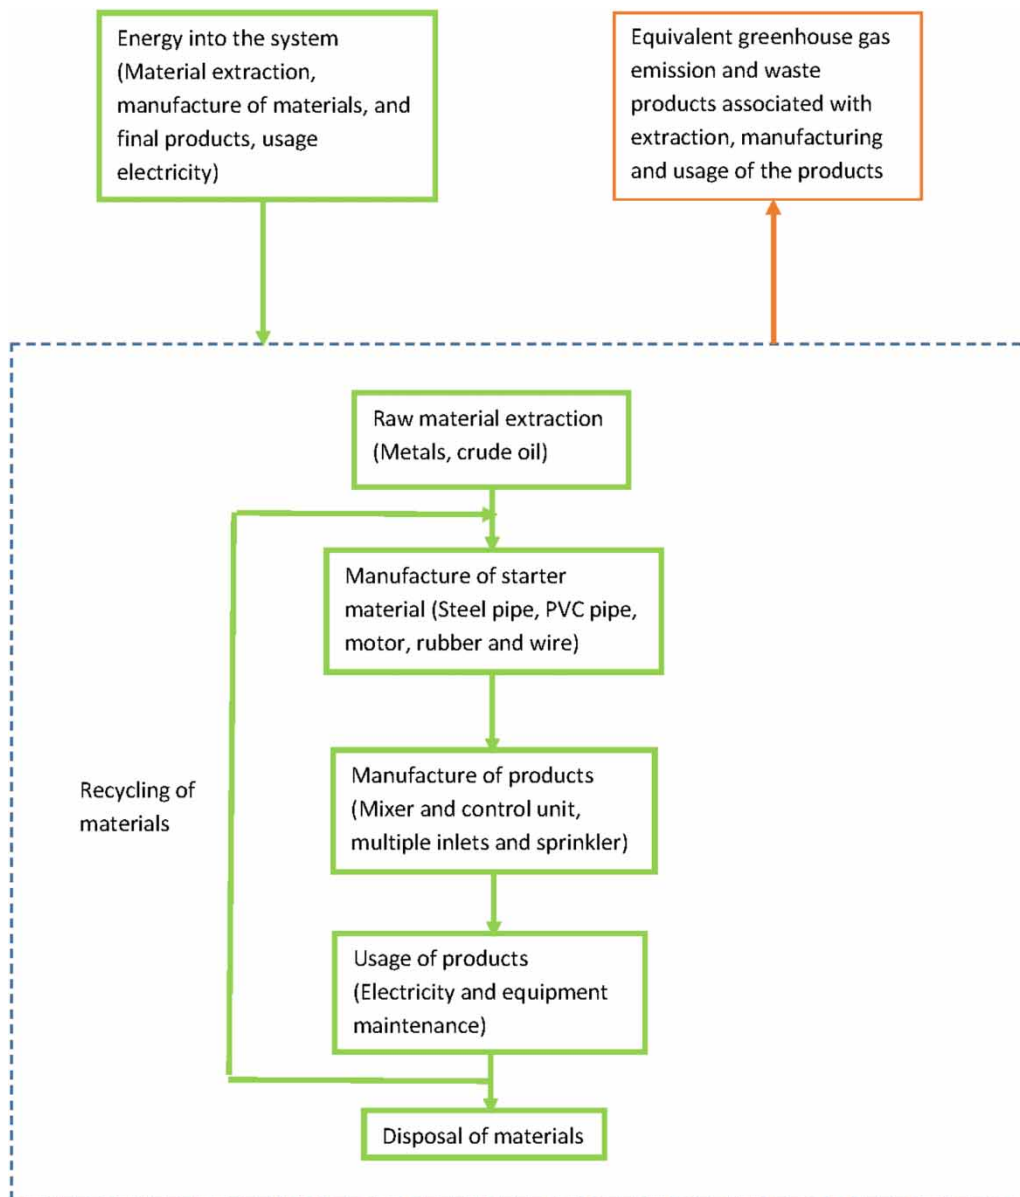 Energy into the system
(Material extraction,
manufacture of materials, and
final products, usage
electricity)
Equivalent greenhouse gas
emission and waste
products associated with
extraction, manufacturing
and usage of the products
Raw material extraction
(Metals, crude oil)
Manufacture of starter
material (Steel pipe, PVC pipe,
motor, rubber and wire)
Manufacture of products
(Mixer and control unit,
multiple inlets and sprinkler)
Recycling of
materials
Usage of products
(Electricity and equipment
maintenance)
Disposal of materials